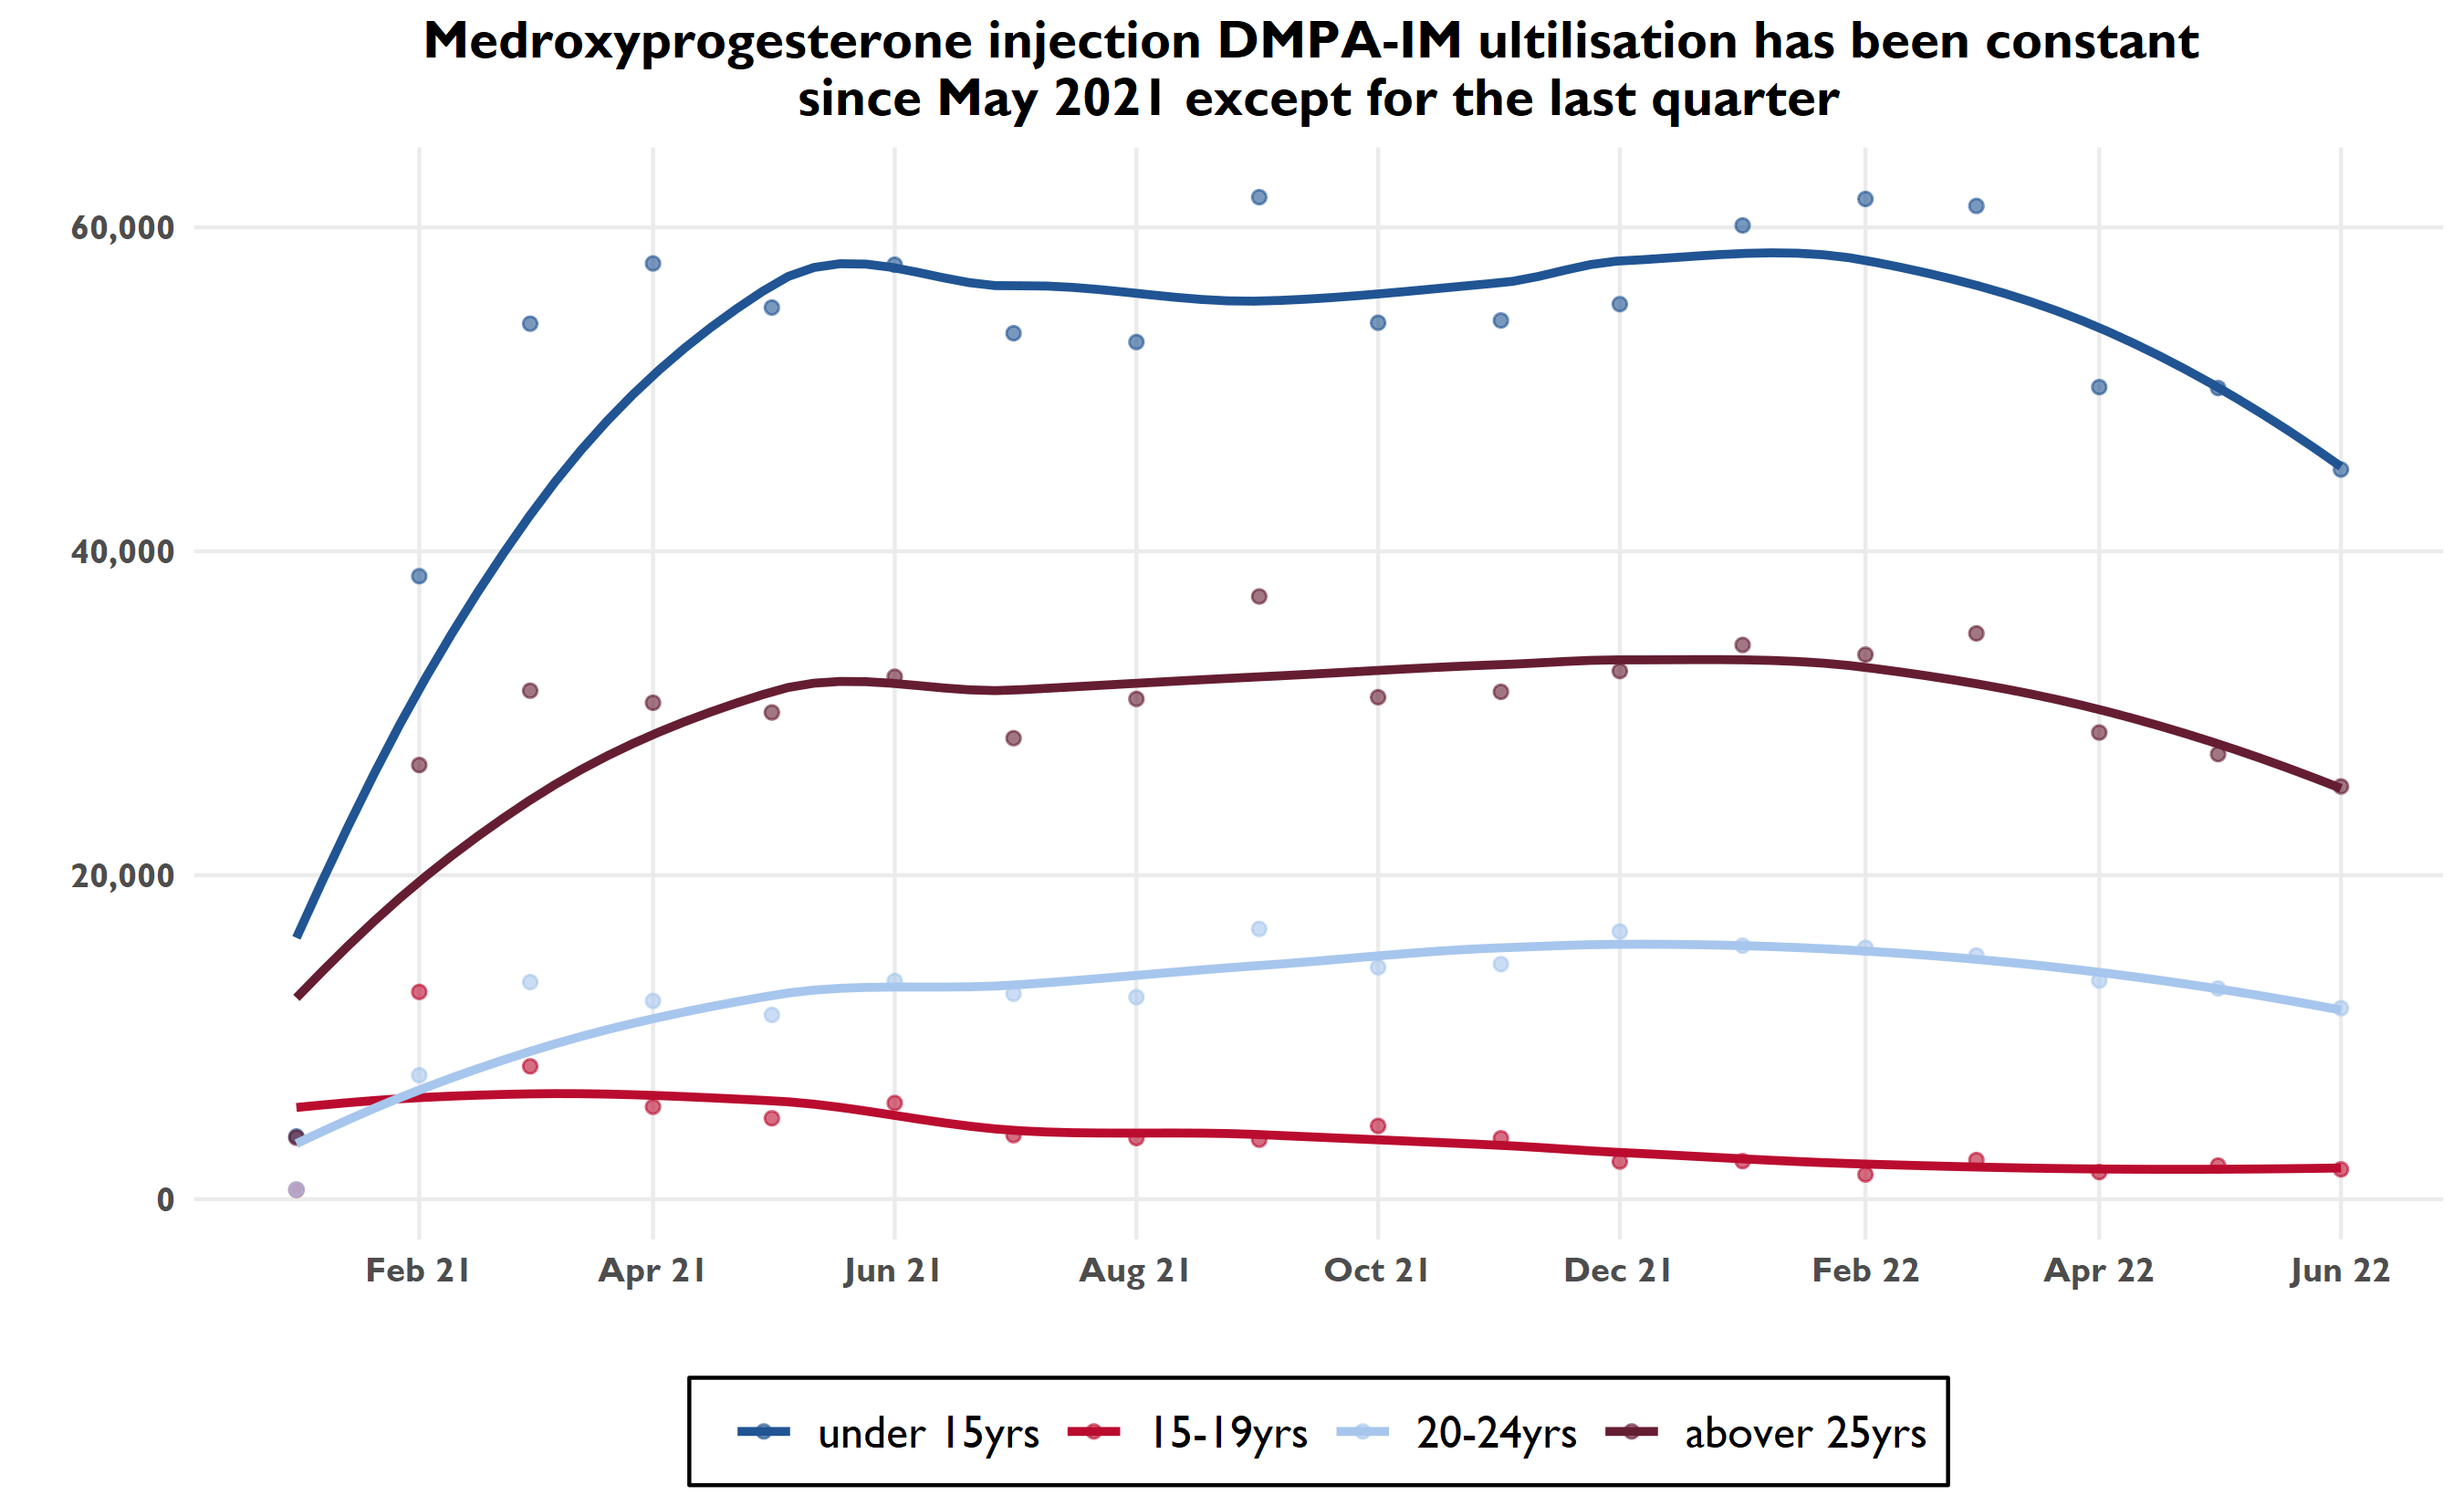 Medroxyprogesterone injection DMPA-IM ultilisation has been constant
since May 2021 except for the last quarter
60,000
40,000
20,000
0
Feb 21 Apr 21 Jun 21 Aug 21 Oct 21 Dec 21 Feb 22 Apr 22 Jun 22
under 15yrs 15-19yrs 20-24yrs abover 25yrs